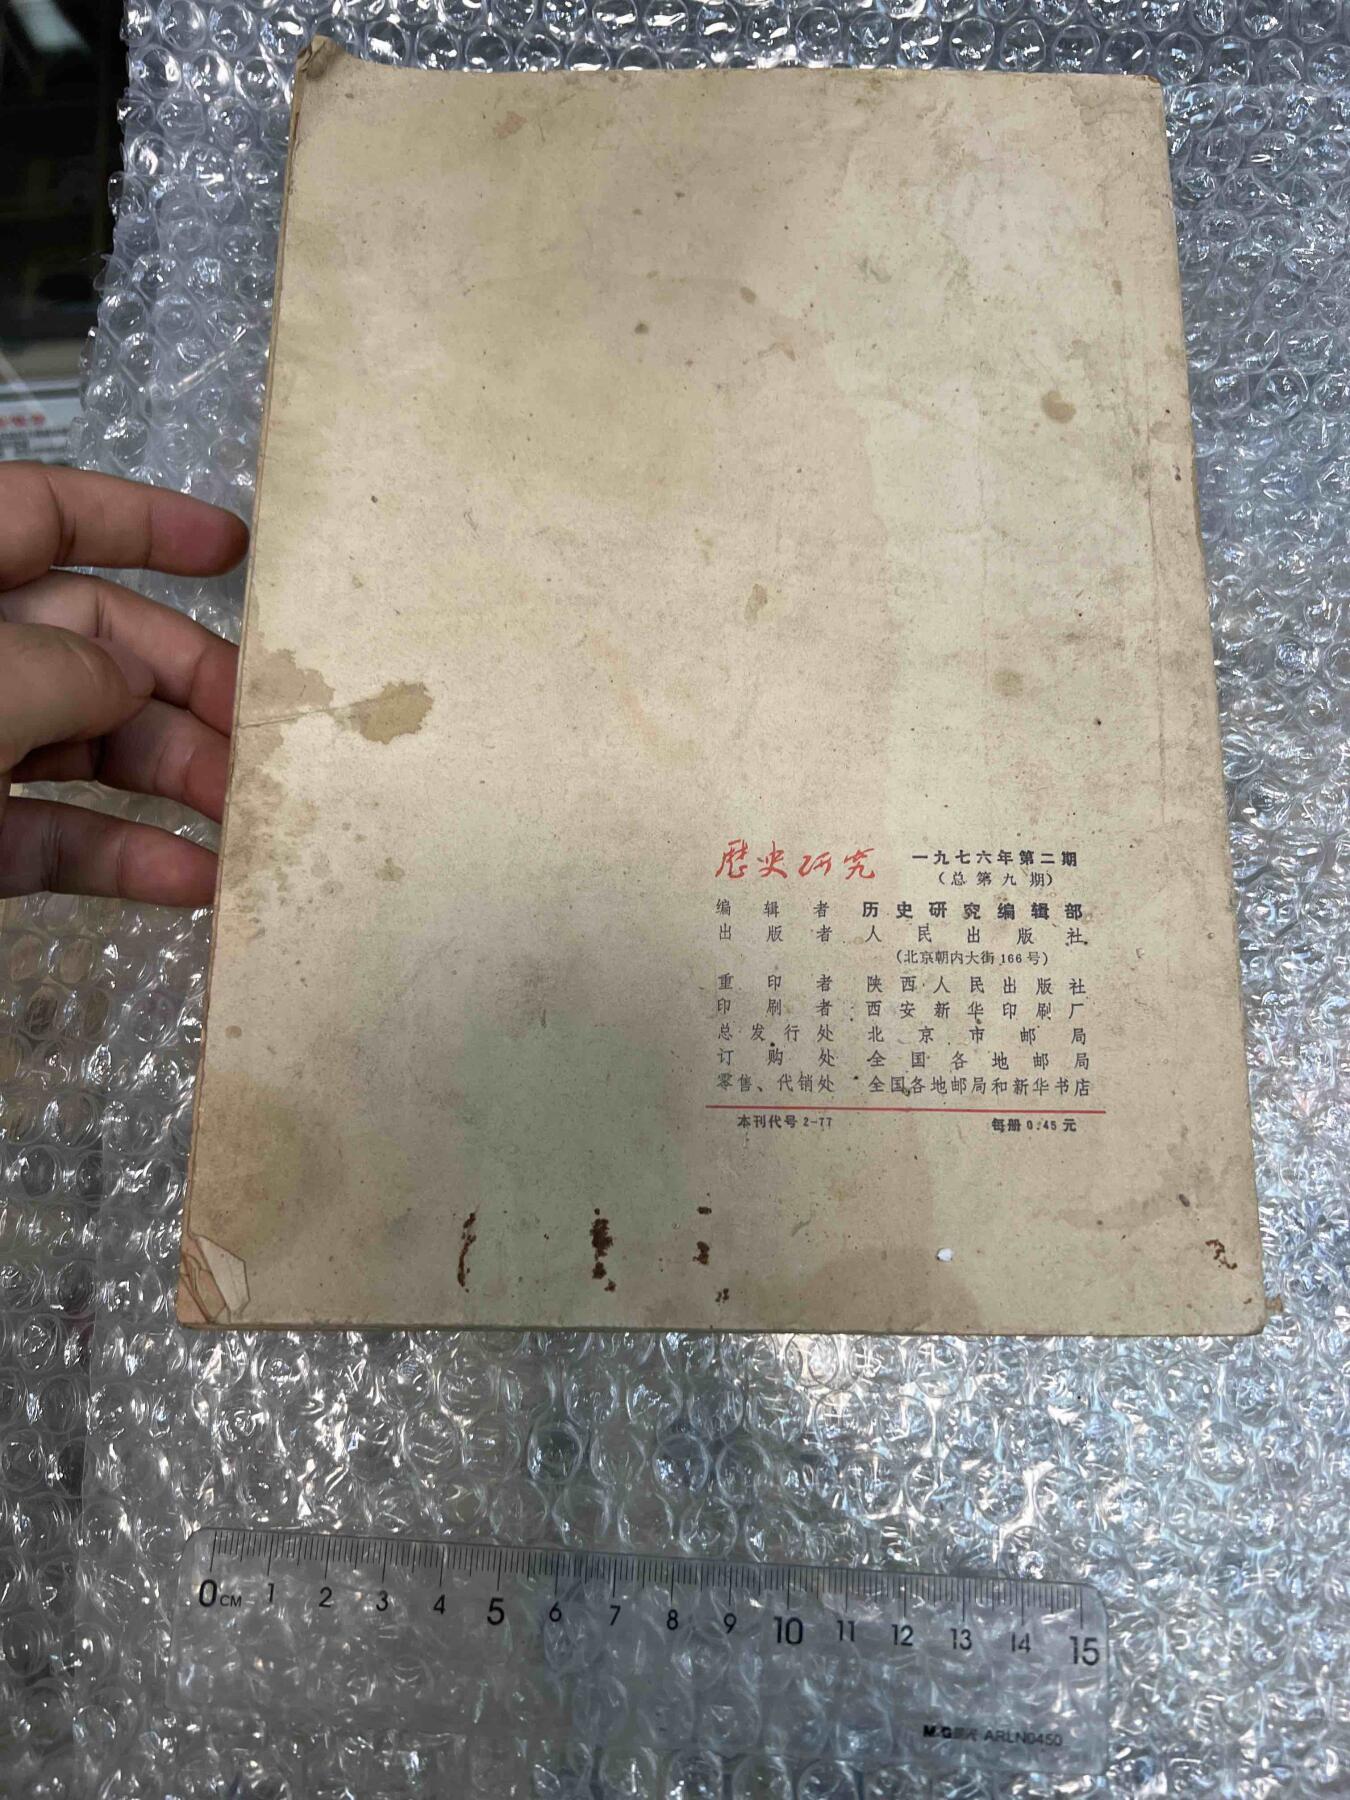 历史研究 一九七六年第二期
（总第九期）
编辑者 历史研究编辑部
出版者 人民出版社
（北京朝内大街166号）
重印者 陕西人民出版社
印刷者 西安新华印刷厂
总发行处 北京市邮局
订购处 全国各地邮局
零售、代销处 全国各地邮局和新华书店
本刊代号 2-77 每册 0.45 元
0CM 1 2 3 4 5 6 7 8 9 10 11 12 13 14 15
M&G 晨光 ARLN0450